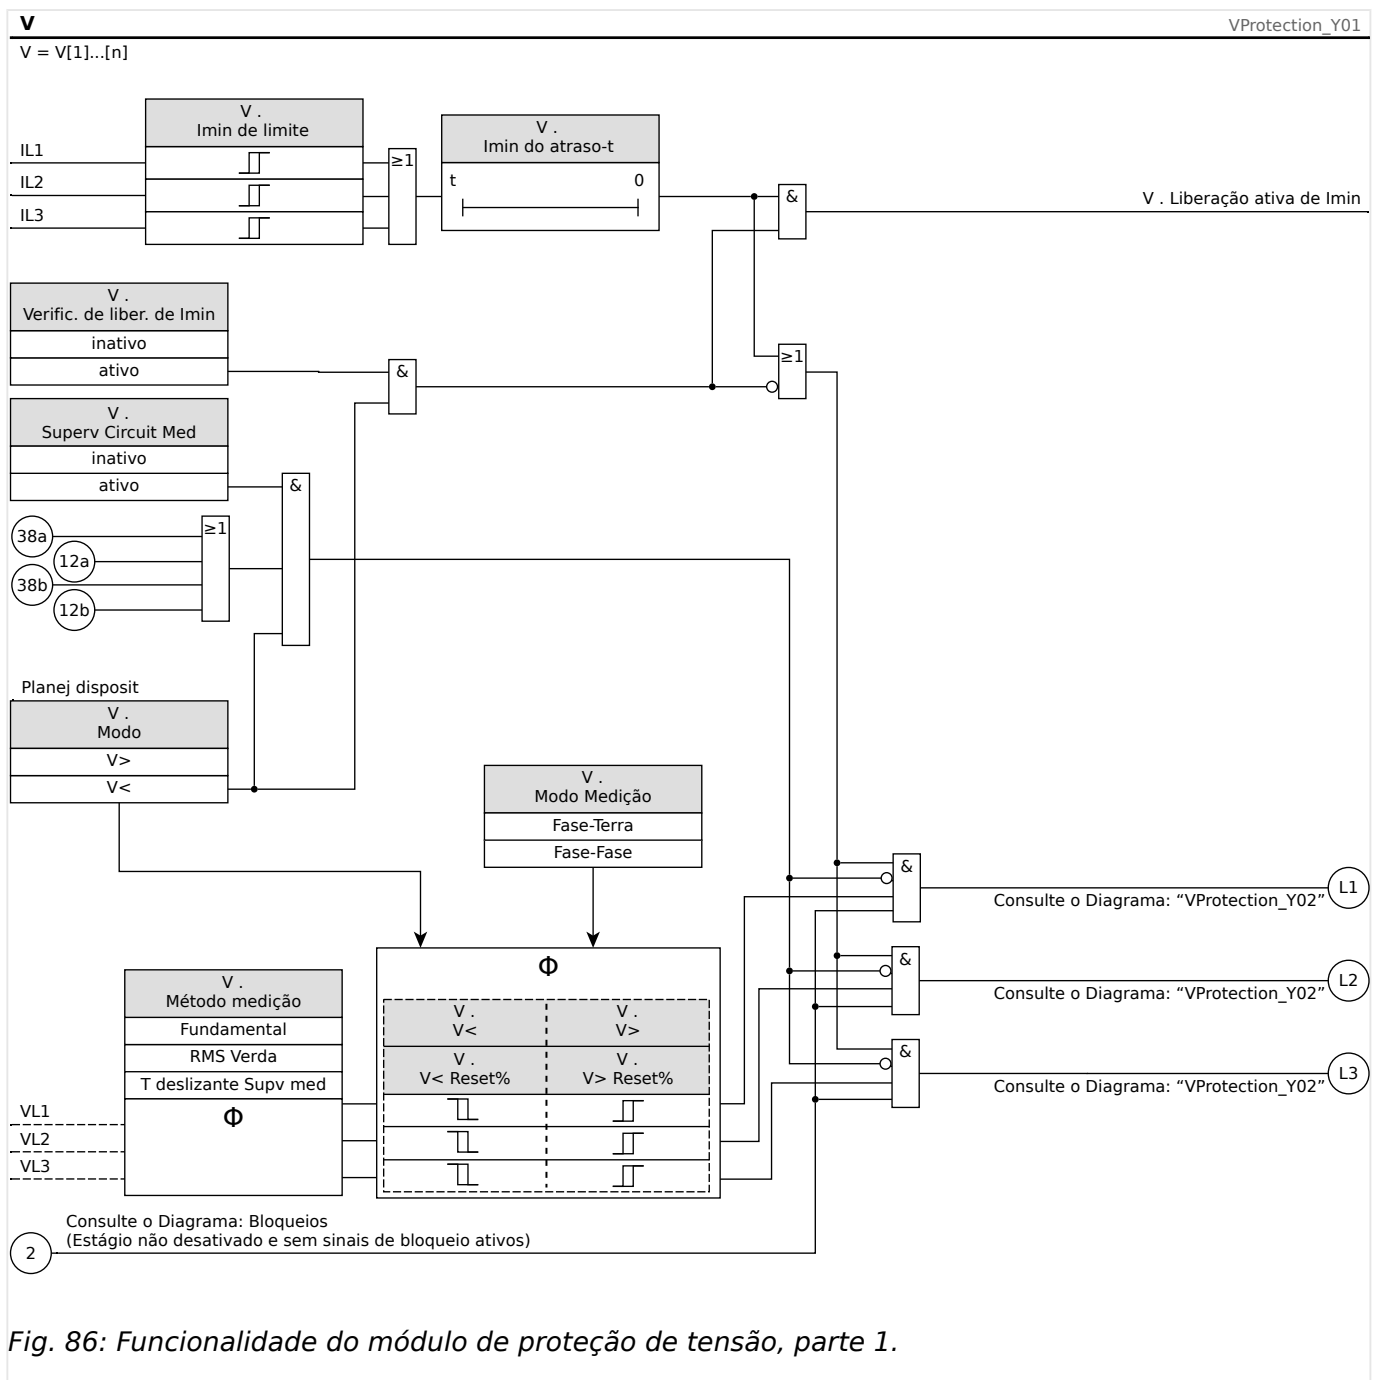 V
VProtection_Y01
V = V[1]...[n]
V .
Imin de limite
IL1
IL2
IL3
≥1
V .
Imin do atraso-t
t
0
&
V . Liberação ativa de Imin
V .
Verific. de liber. de Imin
inativo
ativo
&
≥1
V .
Superv Circuit Med
inativo
ativo
&
38a
12a
38b
12b
≥1
Planej disposit
V .
Modo
V>
V<
V .
Modo Medição
Fase-Terra
Fase-Fase
&
L1
Consulte o Diagrama: “VProtection_Y02”
&
L2
Consulte o Diagrama: “VProtection_Y02”
&
L3
Consulte o Diagrama: “VProtection_Y02”
V .
Método medição
Fundamental
RMS Verda
T deslizante Supv med
Φ
VL1
VL2
VL3
Φ
V .
V<
V .
V>
V .
V< Reset%
V .
V> Reset%
Consulte o Diagrama: Bloqueios
(Estágio não desativado e sem sinais de bloqueio ativos)
2
Fig. 86: Funcionalidade do módulo de proteção de tensão, parte 1.